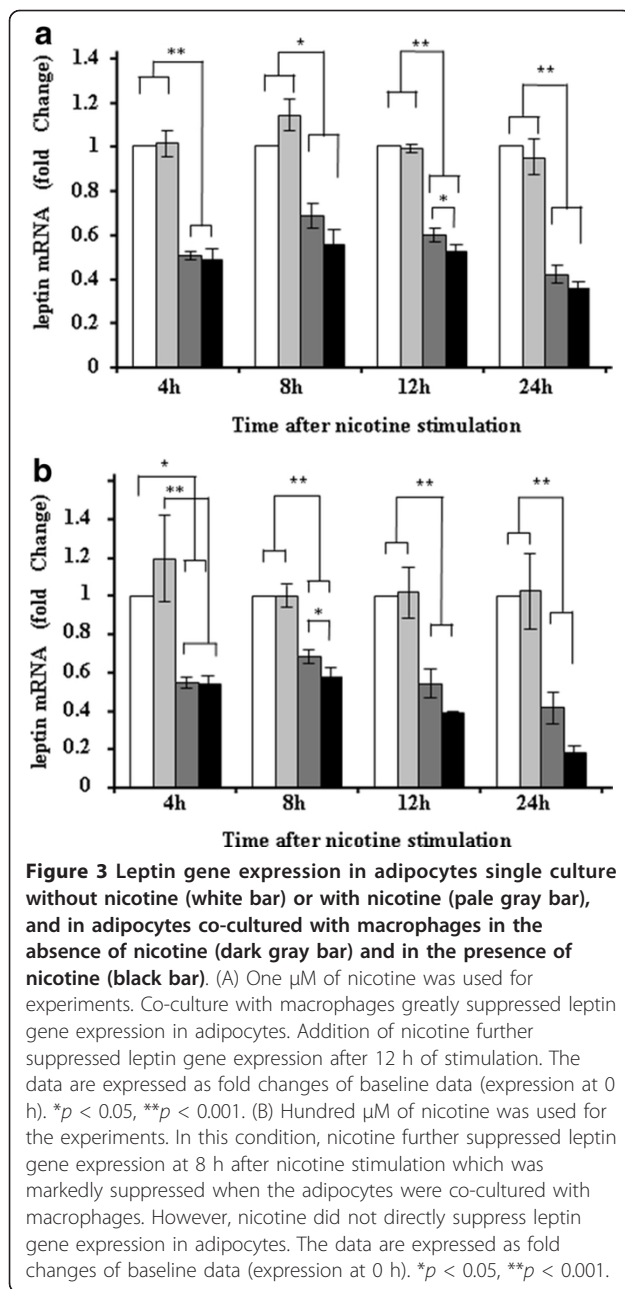 a
** * ** **
1.4
1.2
1
0.8
0.6
0.4
0.2
0
leptin mRNA (fold Change)
*
4h 8h 12h 24h
Time after nicotine stimulation
b
* ** ** ** **
1.4
1.2
1
0.8
0.6
0.4
0.2
0
leptin mRNA (fold Change)
*
4h 8h 12h 24h
Time after nicotine stimulation
Figure 3 Leptin gene expression in adipocytes single culture
without nicotine (white bar) or with nicotine (pale gray bar),
and in adipocytes co-cultured with macrophages in the
absence of nicotine (dark gray bar) and in the presence of
nicotine (black bar). (A) One µM of nicotine was used for
experiments. Co-culture with macrophages greatly suppressed leptin
gene expression in adipocytes. Addition of nicotine further
suppressed leptin gene expression after 12 h of stimulation. The
data are expressed as fold changes of baseline data (expression at 0
h). *p < 0.05, **p < 0.001. (B) Hundred µM of nicotine was used for
the experiments. In this condition, nicotine further suppressed leptin
gene expression at 8 h after nicotine stimulation which was
markedly suppressed when the adipocytes were co-cultured with
macrophages. However, nicotine did not directly suppress leptin
gene expression in adipocytes. The data are expressed as fold
changes of baseline data (expression at 0 h). *p < 0.05, **p < 0.001.